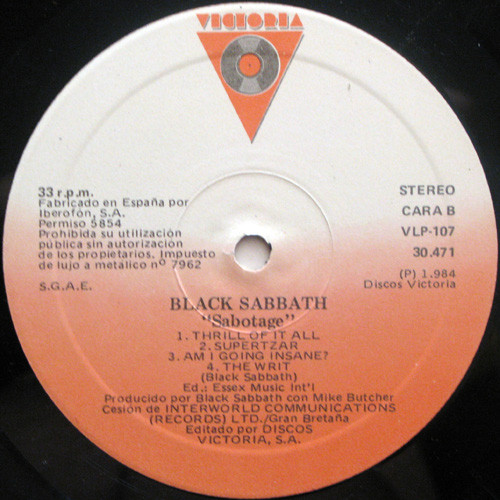 VICTORIA
33 r.p.m.
Fabricado en España por
Iberofón, S.A.
Permiso 5854
Prohibida su utilización
pública sin autorización
de los propietarios. Impuesto
de lujo a metálico nº 7962
S.G.A.E.
STEREO
CARA B
VLP-107
30.471
(P) 1.984
Discos Victoria
BLACK SABBATH
"Sabotage"
1. THRILL OF IT ALL
2. SUPERTZAR
3. AM I GOING INSANE?
4. THE WRIT
(Black Sabbath)
Ed.: Essex Music Int'l
Producido por Black Sabbath con Mike Butcher
Cesión de INTERWORLD COMMUNICATIONS
(RECORDS) LTD./Gran Bretaña
Editado por DISCOS
VICTORIA, S.A.